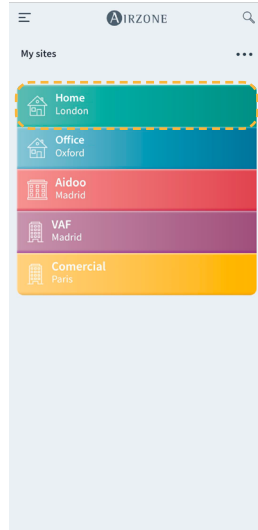 AIRZONE
My sites
Home
London
Office
Oxford
Aidoo
Madrid
VAF
Madrid
Comercial
Paris